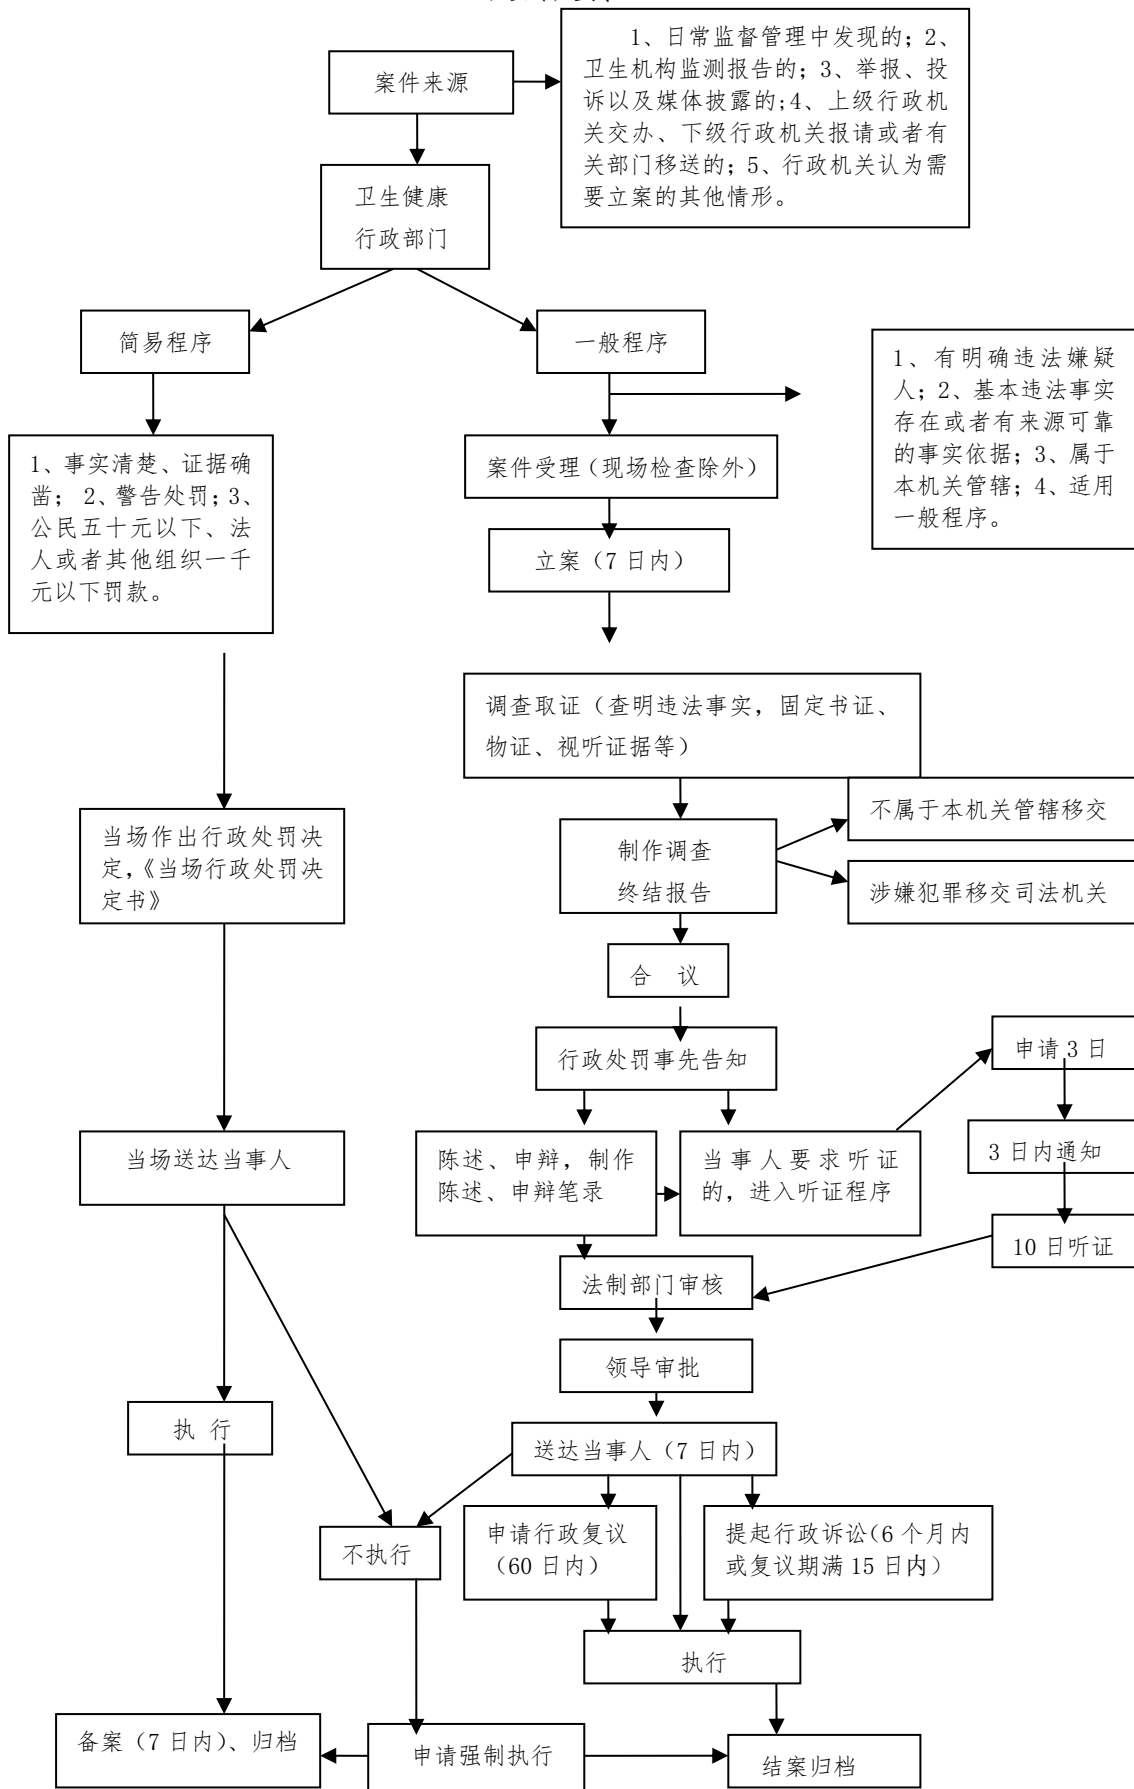 案件来源
1、日常监督管理中发现的；2、
卫生机构监测报告的；3、举报、投
诉以及媒体披露的;4、上级行政机
关交办、下级行政机关报请或者有
关部门移送的；5、行政机关认为需
要立案的其他情形。
卫生健康
行政部门
简易程序
一般程序
1、有明确违法嫌疑
人；2、基本违法事实
存在或者有来源可靠
的事实依据；3、属于
本机关管辖；4、适用
一般程序。
1、事实清楚、证据确
凿； 2、警告处罚；3、
公民五十元以下、法
人或者其他组织一千
元以下罚款。
案件受理（现场检查除外）
立案（7 日内）
调查取证（查明违法事实，固定书证、
物证、视听证据等）
不属于本机关管辖移交
当场作出行政处罚决
定，《当场行政处罚决
定书》
制作调查
终结报告
涉嫌犯罪移交司法机关
合 议
行政处罚事先告知
申请 3 日
当场送达当事人
陈述、申辩，制作
陈述、申辩笔录
当事人要求听证
的，进入听证程序
3 日内通知
10 日听证
法制部门审核
领导审批
执 行
送达当事人（7 日内）
不执行
申请行政复议
（60 日内）
提起行政诉讼（6 个月内
或复议期满 15 日内）
执行
备案（7 日内）、归档
申请强制执行
结案归档